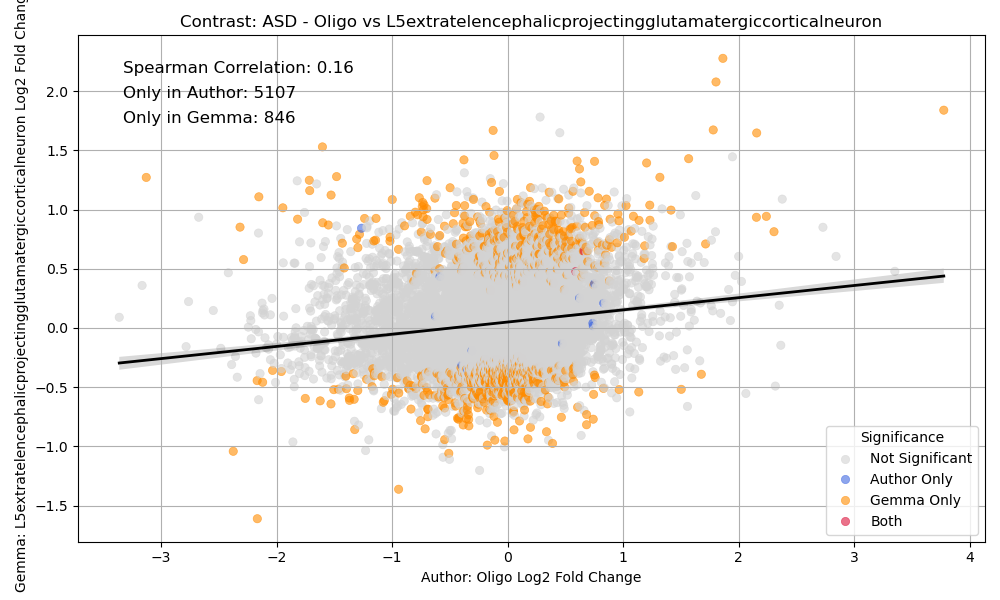 Contrast: ASD - Oligo vs L5extratelencephalicprojectingglutamatergiccorticalneuron
Spearman Correlation: 0.16
Only in Author: 5107
Only in Gemma: 846
Gemma: L5extratelencephalicprojectingglutamatergiccorticalneuron Log2 Fold Chang
2.0
1.5
1.0
0.5
0.0
−0.5
−1.0
−1.5
−3
−2
−1
0
1
2
3
4
Author: Oligo Log2 Fold Change
Significance
Not Significant
Author Only
Gemma Only
Both